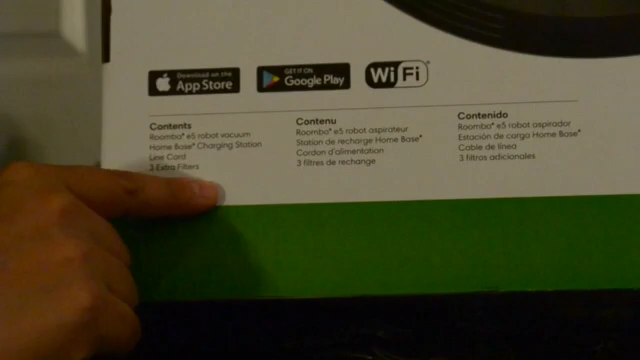 Download on the
App Store
GET IT ON
Google Play
WiFi
Contents
Roomba® e5 robot vacuum
Home Base® Charging Station
Line Cord
3 Extra Filters
Contenu
Roomba® e5 robot aspirateur
Station de recharge Home Base®
Cordon d'alimentation
3 filtres de rechange
Contenido
Roomba® e5 robot aspirador
Estación de carga Home Base®
Cable de línea
3 filtros adicionales